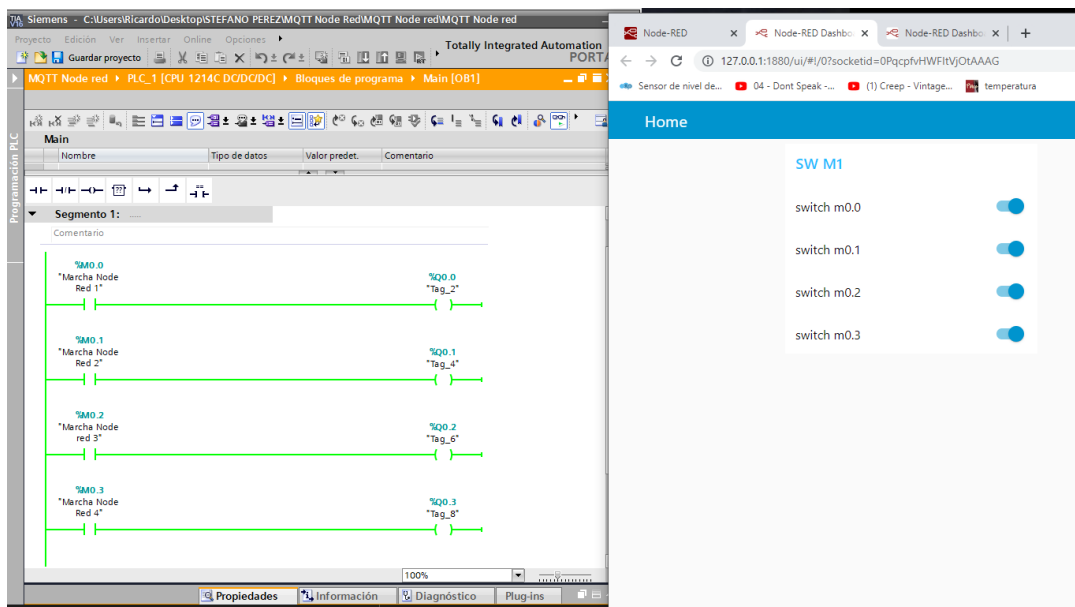 Siemens - C:\Users\Ricardo\Desktop\STEFANO PEREZ\MQTT Node Red\MQTT Node red\MQTT Node red
Proyecto Edición Ver Insertar Online Opciones
Guardar proyecto
Totally Integrated Automation
PORTA
MQTT Node red ▸ PLC_1 [CPU 1214C DC/DC/DC] ▸ Bloques de programa ▸ Main [OB1]
Programación PLC
Main
Nombre Tipo de datos Valor predet. Comentario
Segmento 1: .....
Comentario
%M0.0
"Marcha Node
Red 1"
%Q0.0
"Tag_2"
%M0.1
"Marcha Node
Red 2"
%Q0.1
"Tag_4"
%M0.2
"Marcha Node
red 3"
%Q0.2
"Tag_6"
%M0.3
"Marcha Node
Red 4"
%Q0.3
"Tag_8"
100%
Propiedades Información Diagnóstico Plug-ins
Node-RED
Node-RED Dashbo
Node-RED Dashbo
127.0.0.1:1880/ui/#!/0?socketid=0PqcpfvHWFItVjOtAAAG
Sensor de nivel de... 04 - Dont Speak -... (1) Creep - Vintage... temperatura
Home
SW M1
switch m0.0
switch m0.1
switch m0.2
switch m0.3